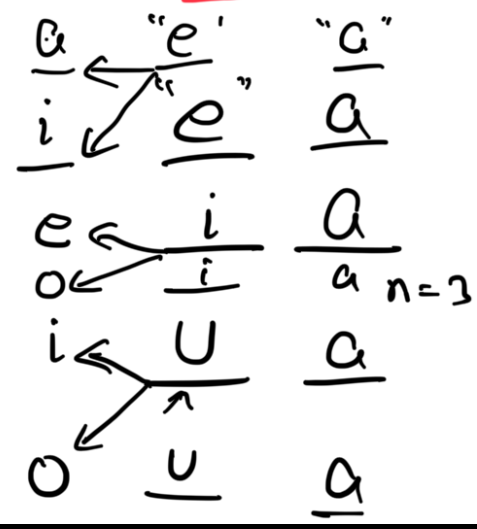 a "e' "a"
i "e" a
e i a
o i a n = 3
i U a
o U a